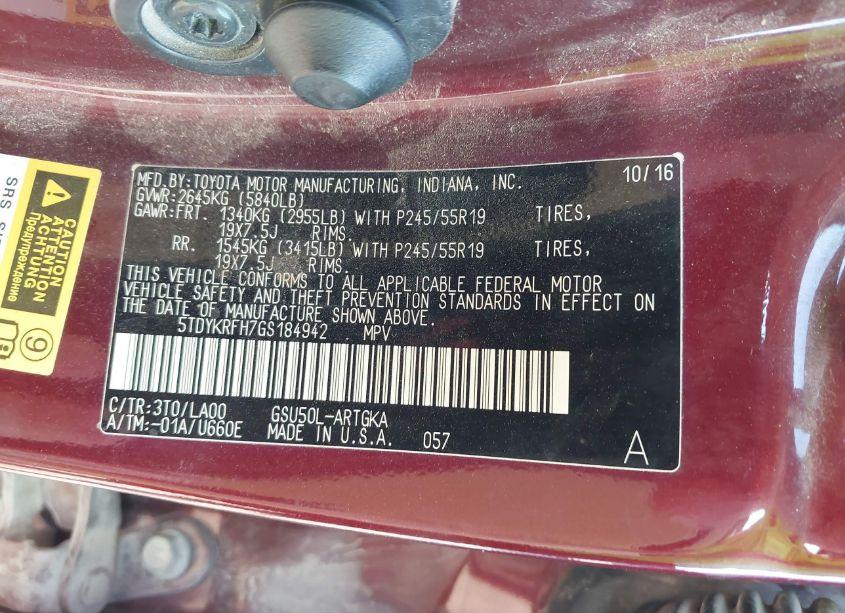 MFD.BY:TOYOTA MOTOR MANUFACTURING, INDIANA, INC. 10/16
GVWR:2645KG (5840LB)
GAWR:FRT. 1340KG (2955LB) WITH P245/55R19 TIRES,
19X7.5J RIMS.
RR. 1545KG (3415LB) WITH P245/55R19 TIRES,
19X7.5J RIMS.
THIS VEHICLE CONFORMS TO ALL APPLICABLE FEDERAL MOTOR
VEHICLE SAFETY AND THEFT PREVENTION STANDARDS IN EFFECT ON
THE DATE OF MANUFACTURE SHOWN ABOVE.
5TDYKRFH7GS184942 MPV
C/TR:3T0/LA00 GSU50L-ARTGKA
A/TM:-01A/U660E MADE IN U.S.A. 057
A
CAUTION
ATTENTION
ACHTUNG
Предупреждение
9
SRS